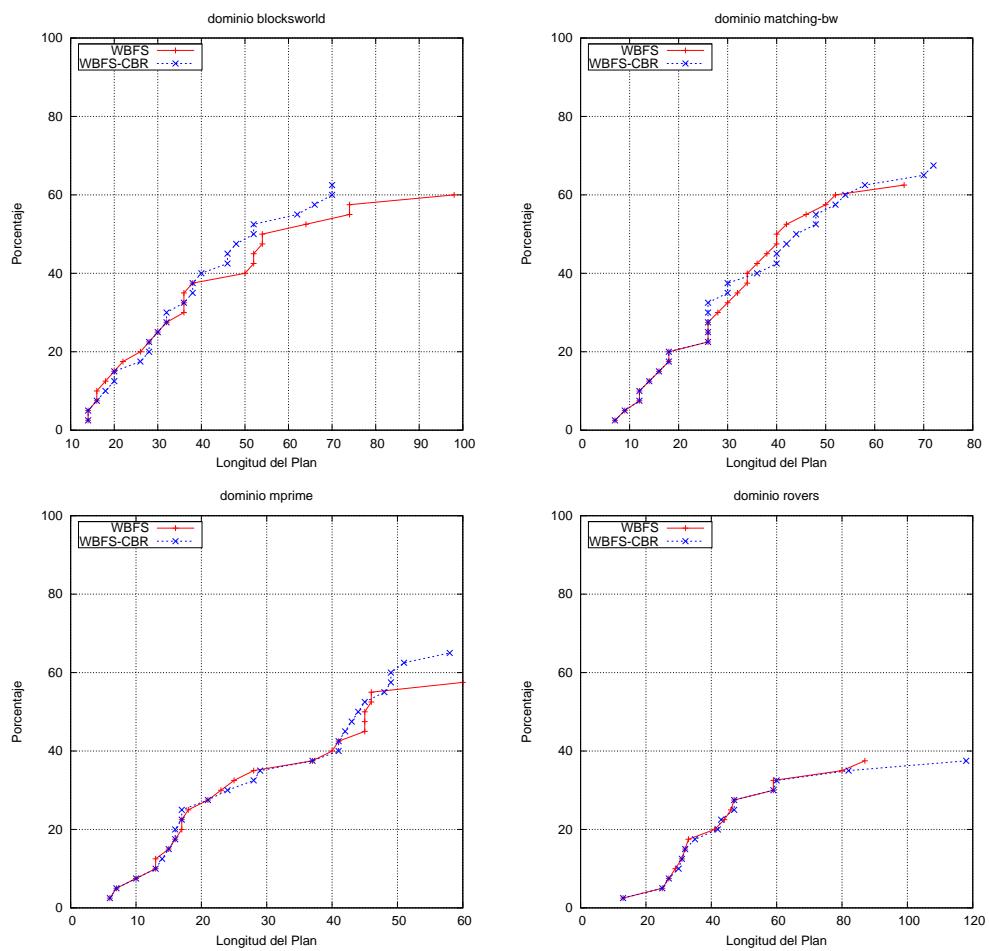 dominio blocksworld
100
80
60
40
20
0
Porcentaje
WBFS
WBFS-CBR
10 20 30 40 50 60 70 80 90 100
Longitud del Plan
dominio matching-bw
100
80
60
40
20
0
Porcentaje
WBFS
WBFS-CBR
0 10 20 30 40 50 60 70 80
Longitud del Plan
dominio mprime
100
80
60
40
20
0
Porcentaje
WBFS
WBFS-CBR
0 10 20 30 40 50 60
Longitud del Plan
dominio rovers
100
80
60
40
20
0
Porcentaje
WBFS
WBFS-CBR
0 20 40 60 80 100 120
Longitud del Plan